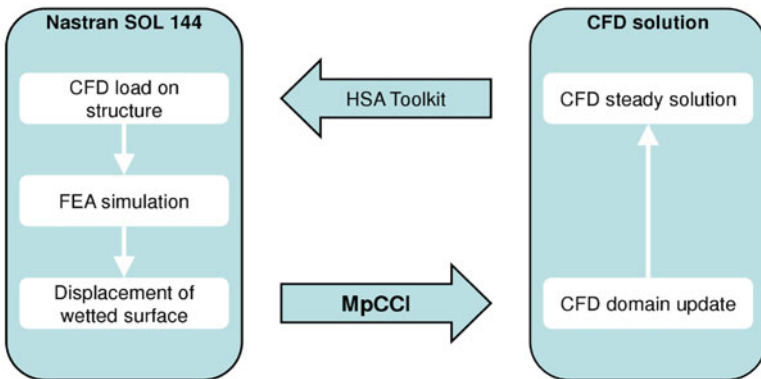 Nastran SOL 144
CFD load on
structure
FEA simulation
Displacement of
wetted surface
HSA Toolkit
MpCCI
CFD solution
CFD steady solution
CFD domain update